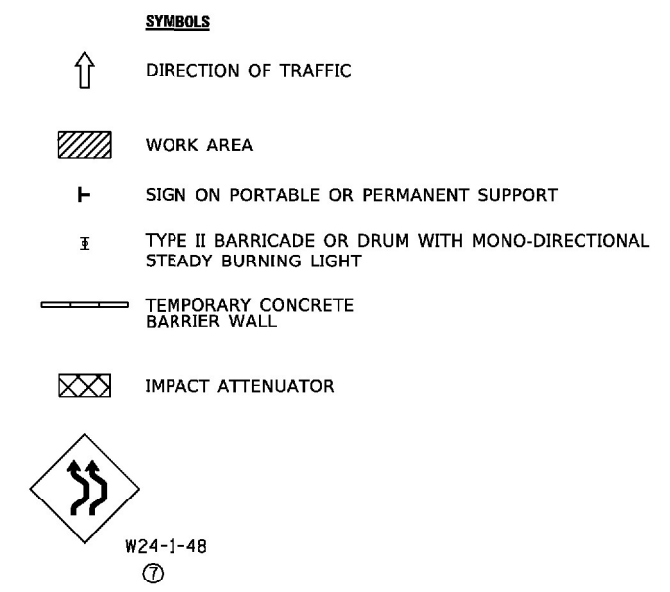 SYMBOLS
DIRECTION OF TRAFFIC
WORK AREA
SIGN ON PORTABLE OR PERMANENT SUPPORT
TYPE II BARRICADE OR DRUM WITH MONO-DIRECTIONAL
STEADY BURNING LIGHT
TEMPORARY CONCRETE
BARRIER WALL
IMPACT ATTENUATOR
W24-1-48
⑦